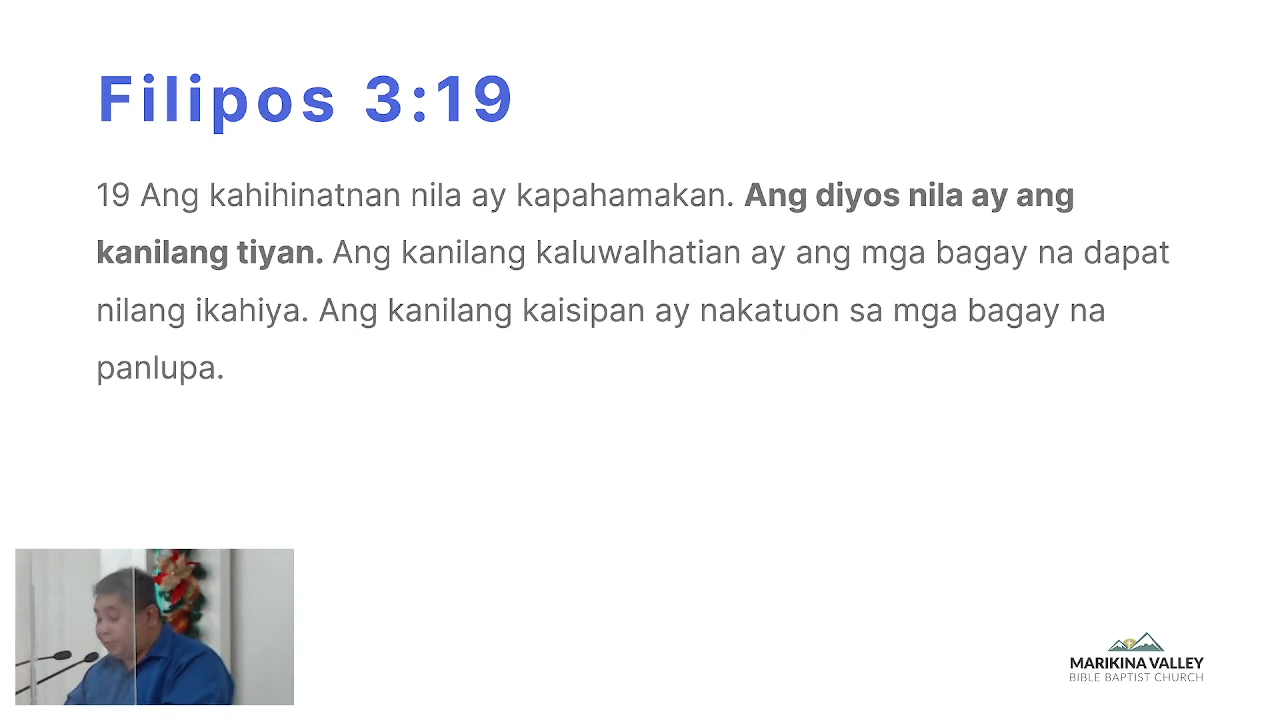 Filipos 3:19
19 Ang kahihinatnan nila ay kapahamakan. Ang diyos nila ay ang
kanilang tiyan. Ang kanilang kaluwalhatian ay ang mga bagay na dapat
nilang ikahiya. Ang kanilang kaisipan ay nakatuon sa mga bagay na
panlupa.
MARIKINA VALLEY
BIBLE BAPTIST CHURCH